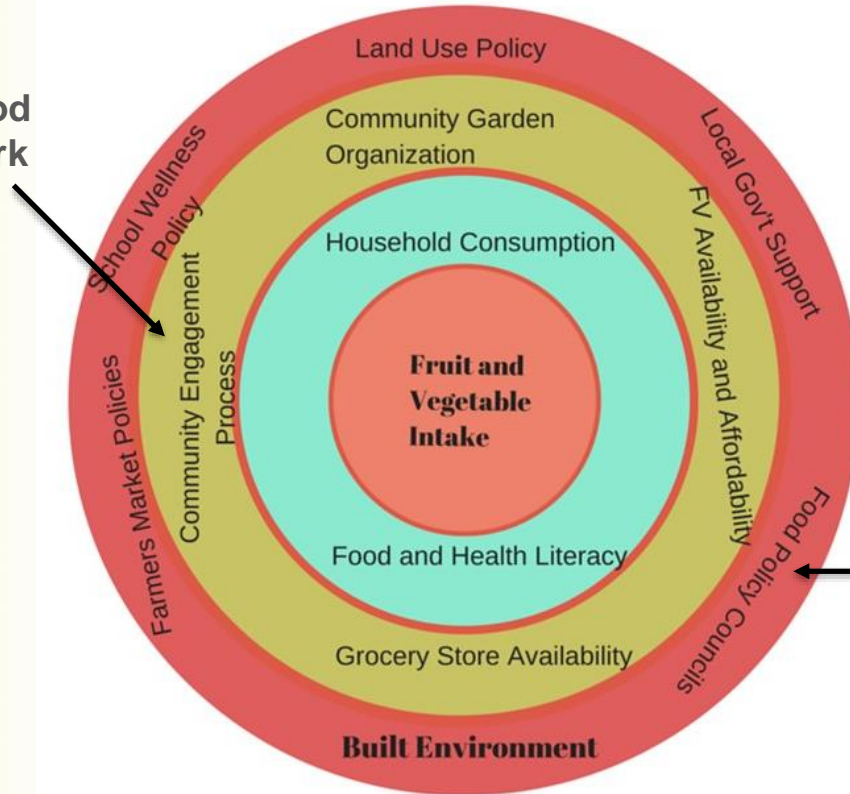 Land Use Policy
School Wellness
Policy
Local Gov't Support
Community Garden
Organization
FV Availability and Affordability
Household Consumption
Community Engagement
Process
Fruit and
Vegetable
Intake
Farmers Market Policies
Food and Health Literacy
Food Policy Councils
Grocery Store Availability
Built Environment